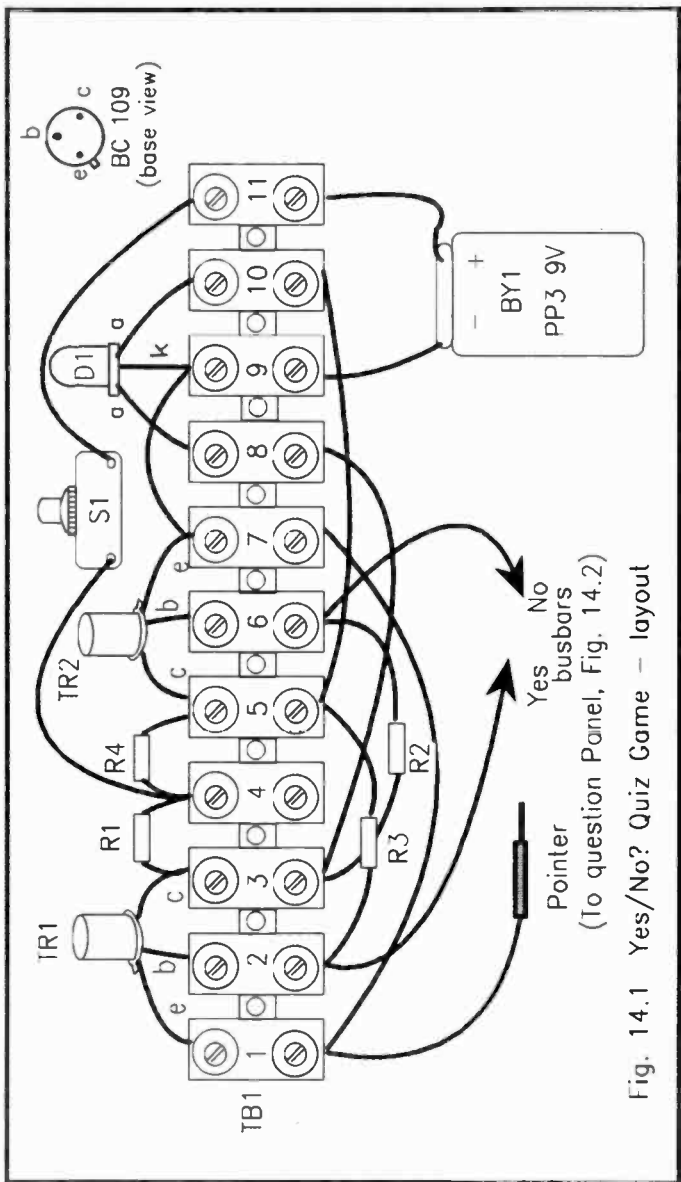 b
e
c
BC 109
(base view)
a
D1
a
k
S1
TR2
c
b
e
R4
R1
TR1
e
b
c
TB1
1
2
3
4
5
6
7
8
9
10
11
R3
R2
- +
BY1
PP3 9V
Yes No
busbars
Pointer
(To question Panel, Fig. 14.2)
Fig. 14.1 Yes/No? Quiz Game – layout